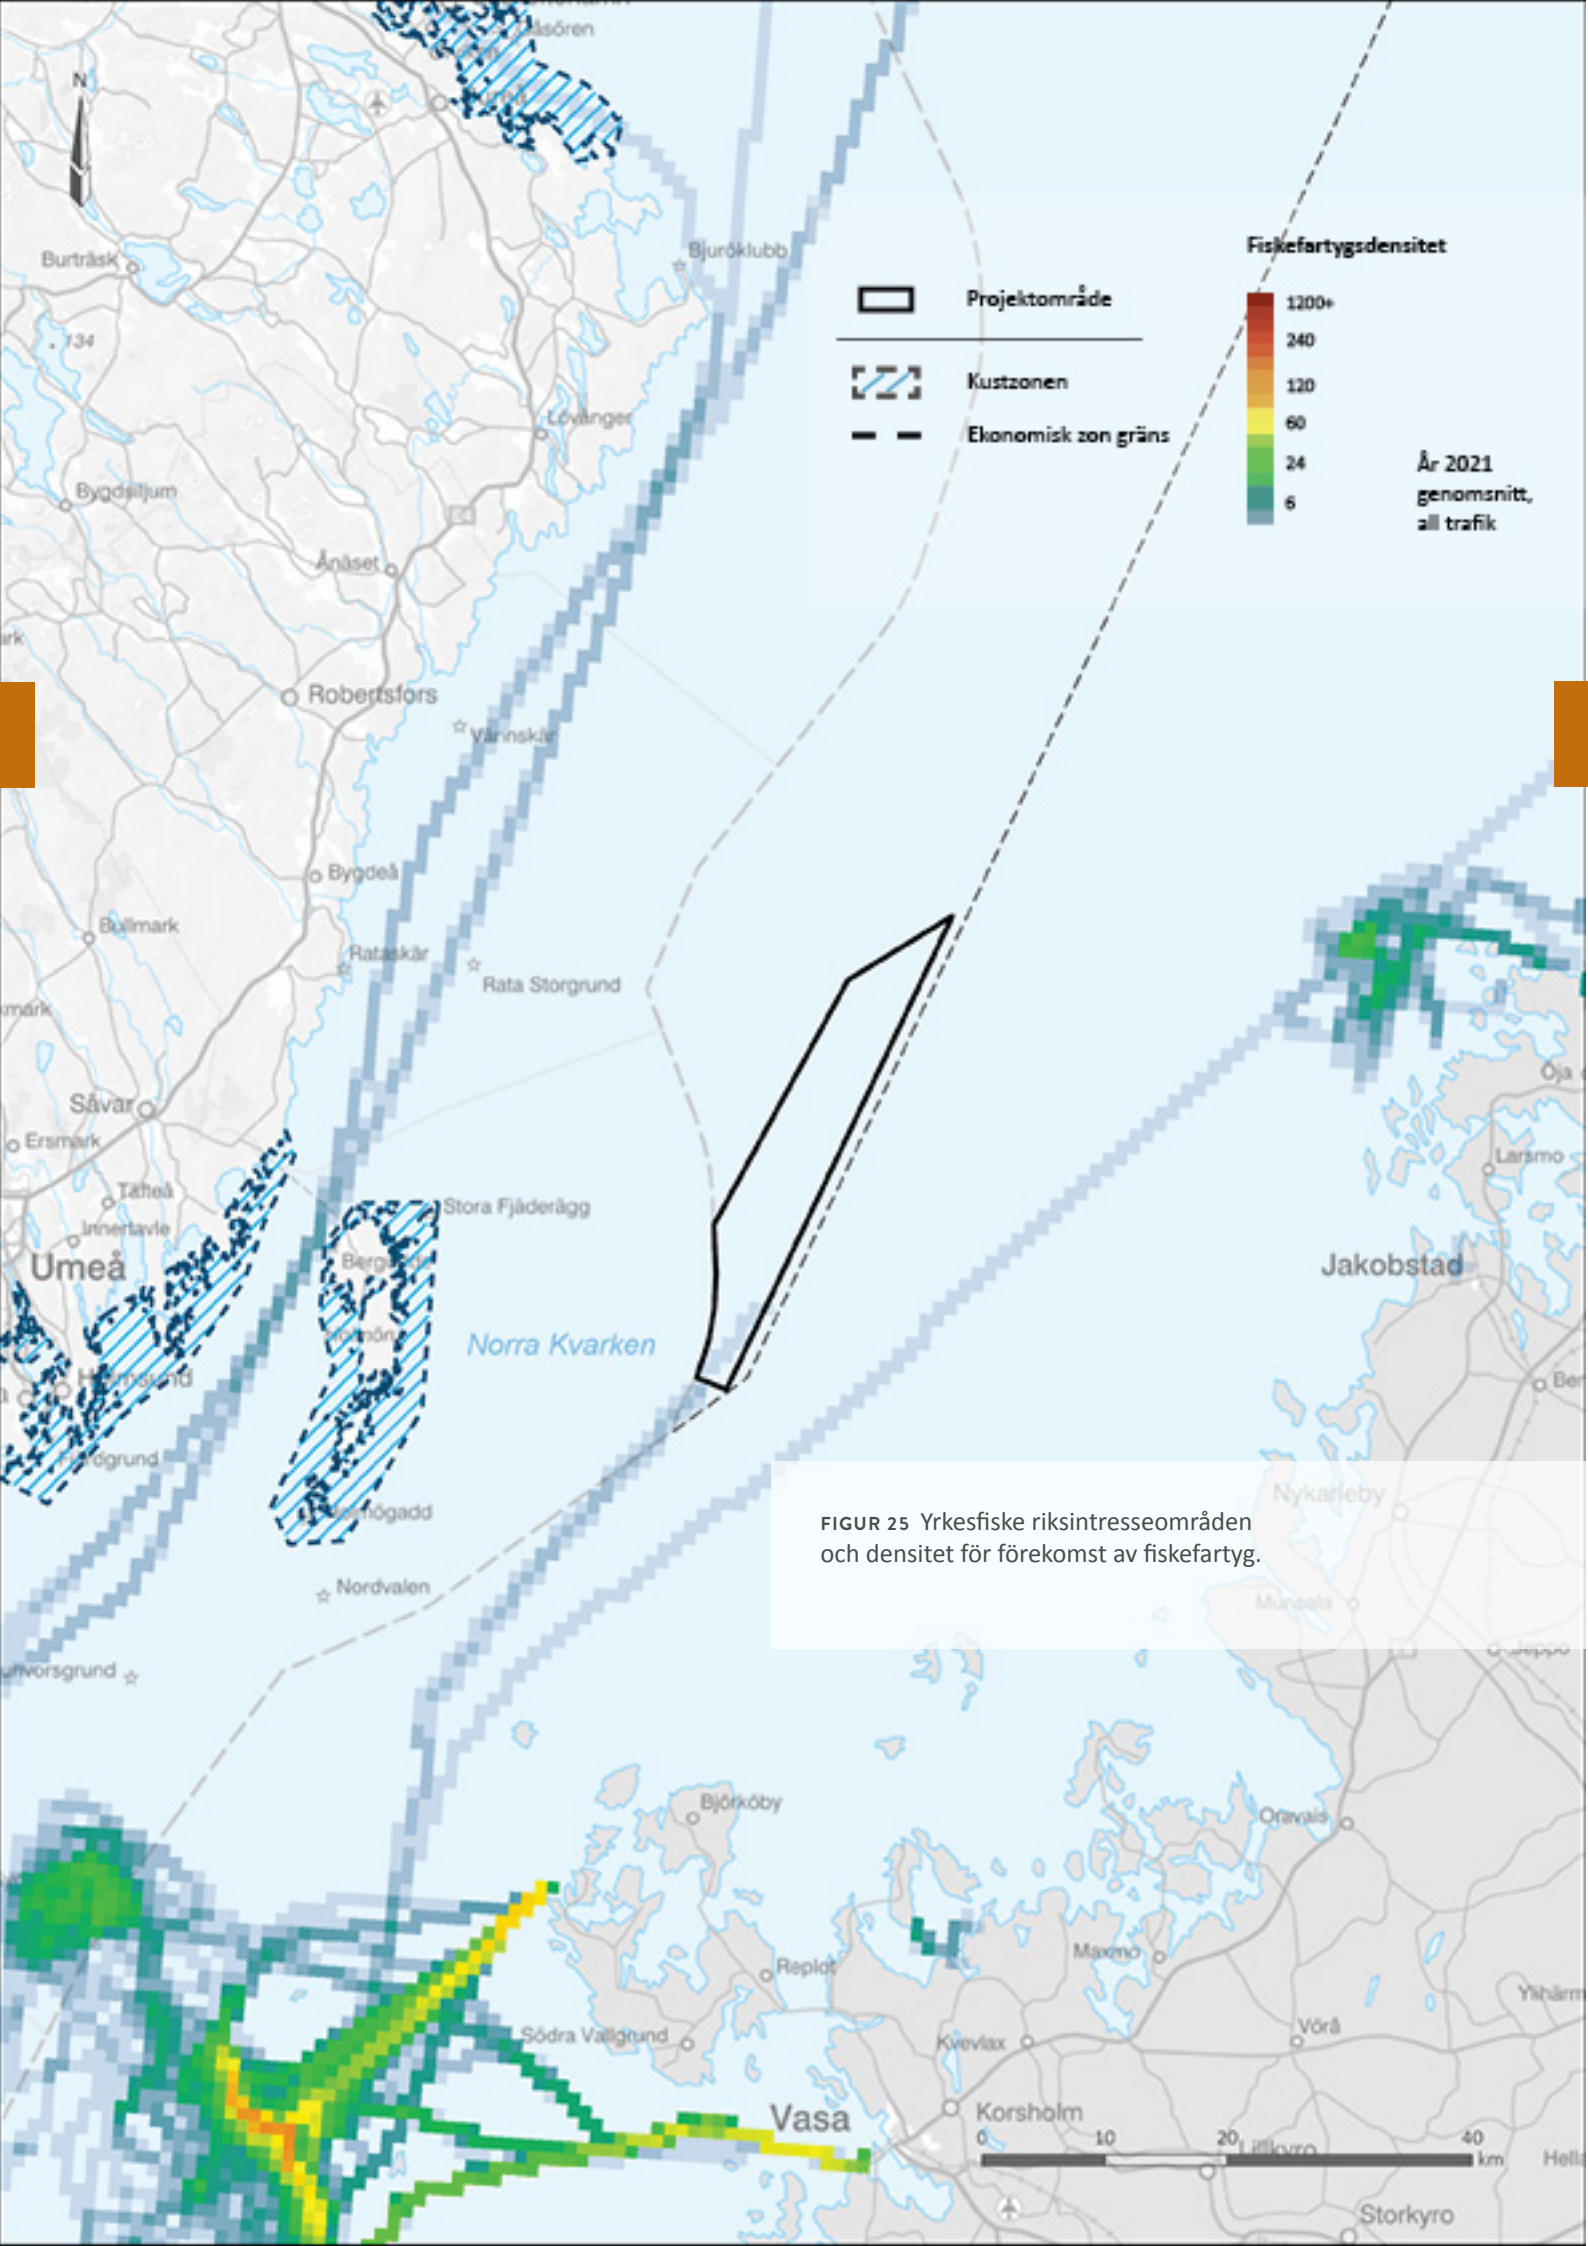 Gåsören
N
Burträsk
Bjuröklubb
134
Lövånger
Bygdsiljum
Ånäset
Robertsfors
Vännskär
Bygdeå
Bullmark
Rataskär
Rata Storgrund
Sävar
Ersmark
Täfteå
Innertavle
Umeå
Stora Fjäderägg
Norra Kvarken
Nordvalen
Projektområde
Kustzonen
Ekonomisk zon gräns
Fiskefartygsdensitet
1200+
240
120
60
24
6
År 2021
genomsnitt,
all trafik
Larsmo
Jakobstad
Nykarleby
FIGUR 25 Yrkesfiske riksintresseområden
och densitet för förekomst av fiskefartyg.
Munsala
Jeppo
Björköby
Oravais
Replot
Maxmo
Södra Vallgrund
Kvevlax
Vörå
Vasa
Korsholm
0 10 20 40
km
Storkyro